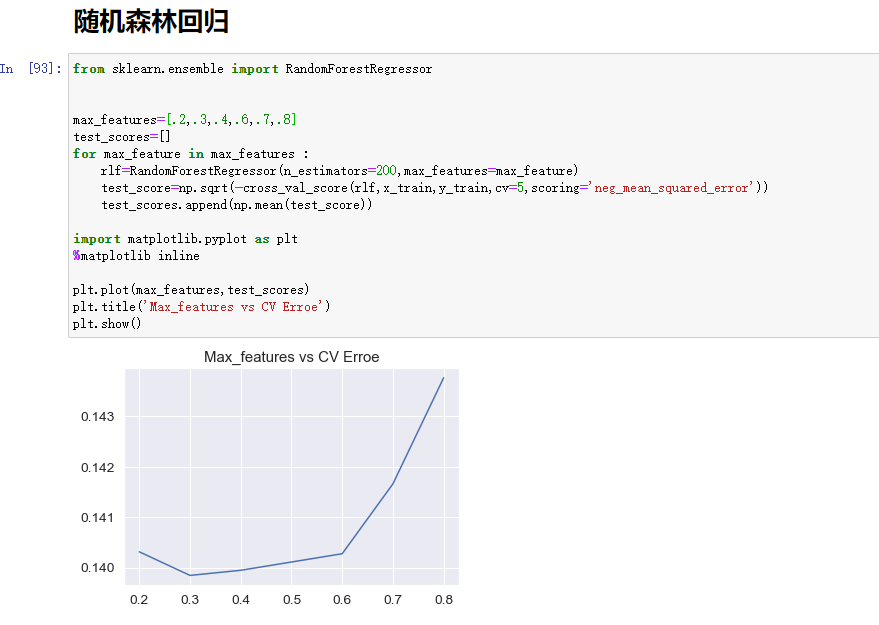 随机森林回归
In [93]: from sklearn.ensemble import RandomForestRegressor
max_features=[.2,.3,.4,.6,.7,.8]
test_scores=[]
for max_feature in max_features :
    rlf=RandomForestRegressor(n_estimators=200,max_features=max_feature)
    test_score=np.sqrt(-cross_val_score(rlf,x_train,y_train,cv=5,scoring='neg_mean_squared_error'))
    test_scores.append(np.mean(test_score))
import matplotlib.pyplot as plt
%matplotlib inline
plt.plot(max_features,test_scores)
plt.title('Max_features vs CV Erroe')
plt.show()
Max_features vs CV Erroe
0.143
0.142
0.141
0.140
0.2 0.3 0.4 0.5 0.6 0.7 0.8